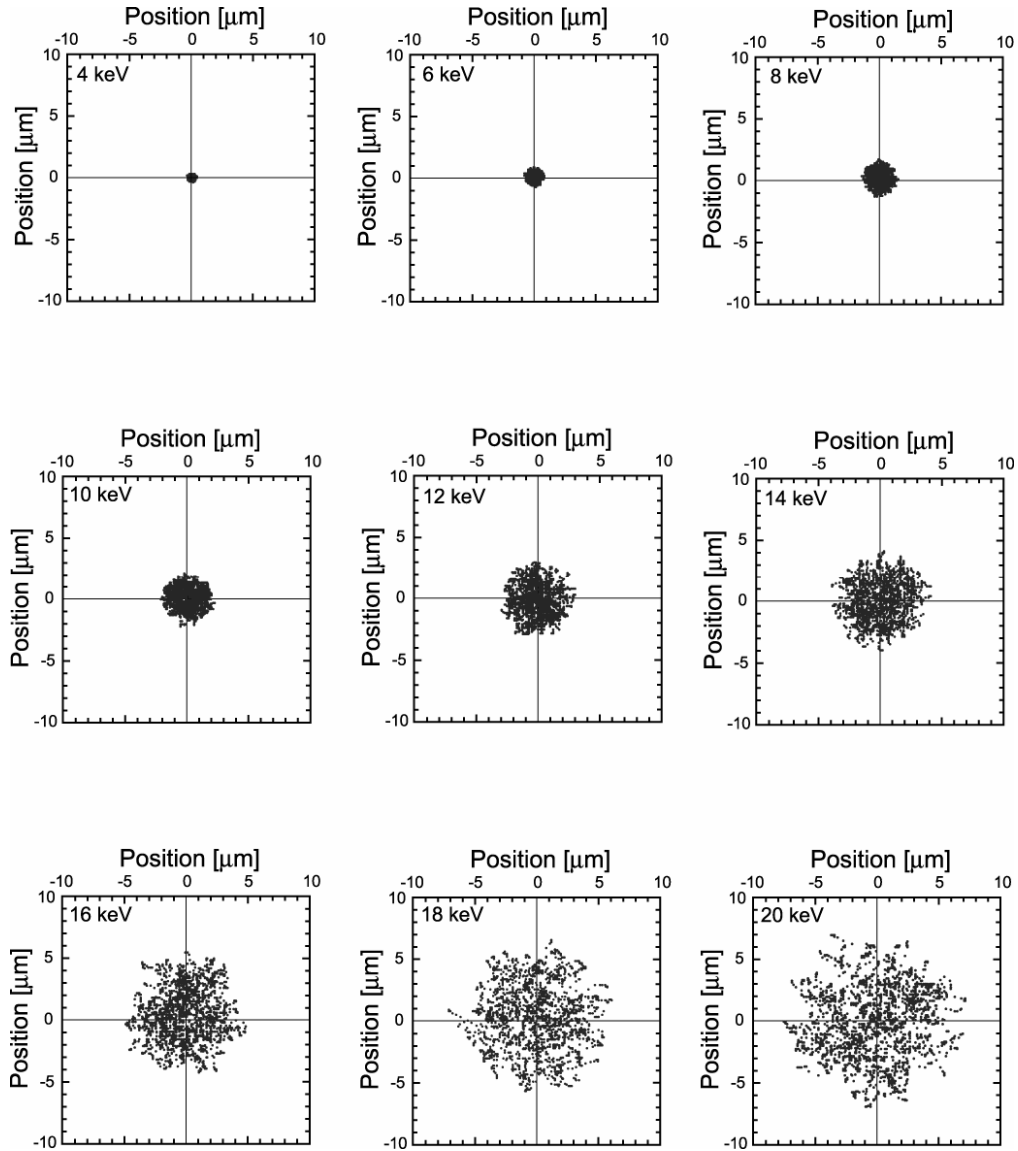 Position [μm] Position [μm] Position [μm]
-10 -5 0 5 10 -10 -5 0 5 10 -10 -5 0 5 10
10 4 keV 10 6 keV 10 8 keV
5 5 5
Position [μm] 0 Position [μm] 0 Position [μm] 0
-5 -5 -5
-10 -10 -10
Position [μm] Position [μm] Position [μm]
-10 -5 0 5 10 -10 -5 0 5 10 -10 -5 0 5 10
10 10 keV 10 12 keV 10 14 keV
5 5 5
Position [μm] 0 Position [μm] 0 Position [μm] 0
-5 -5 -5
-10 -10 -10
Position [μm] Position [μm] Position [μm]
-10 -5 0 5 10 -10 -5 0 5 10 -10 -5 0 5 10
10 16 keV 10 18 keV 10 20 keV
5 5 5
Position [μm] 0 Position [μm] 0 Position [μm] 0
-5 -5 -5
-10 -10 -10